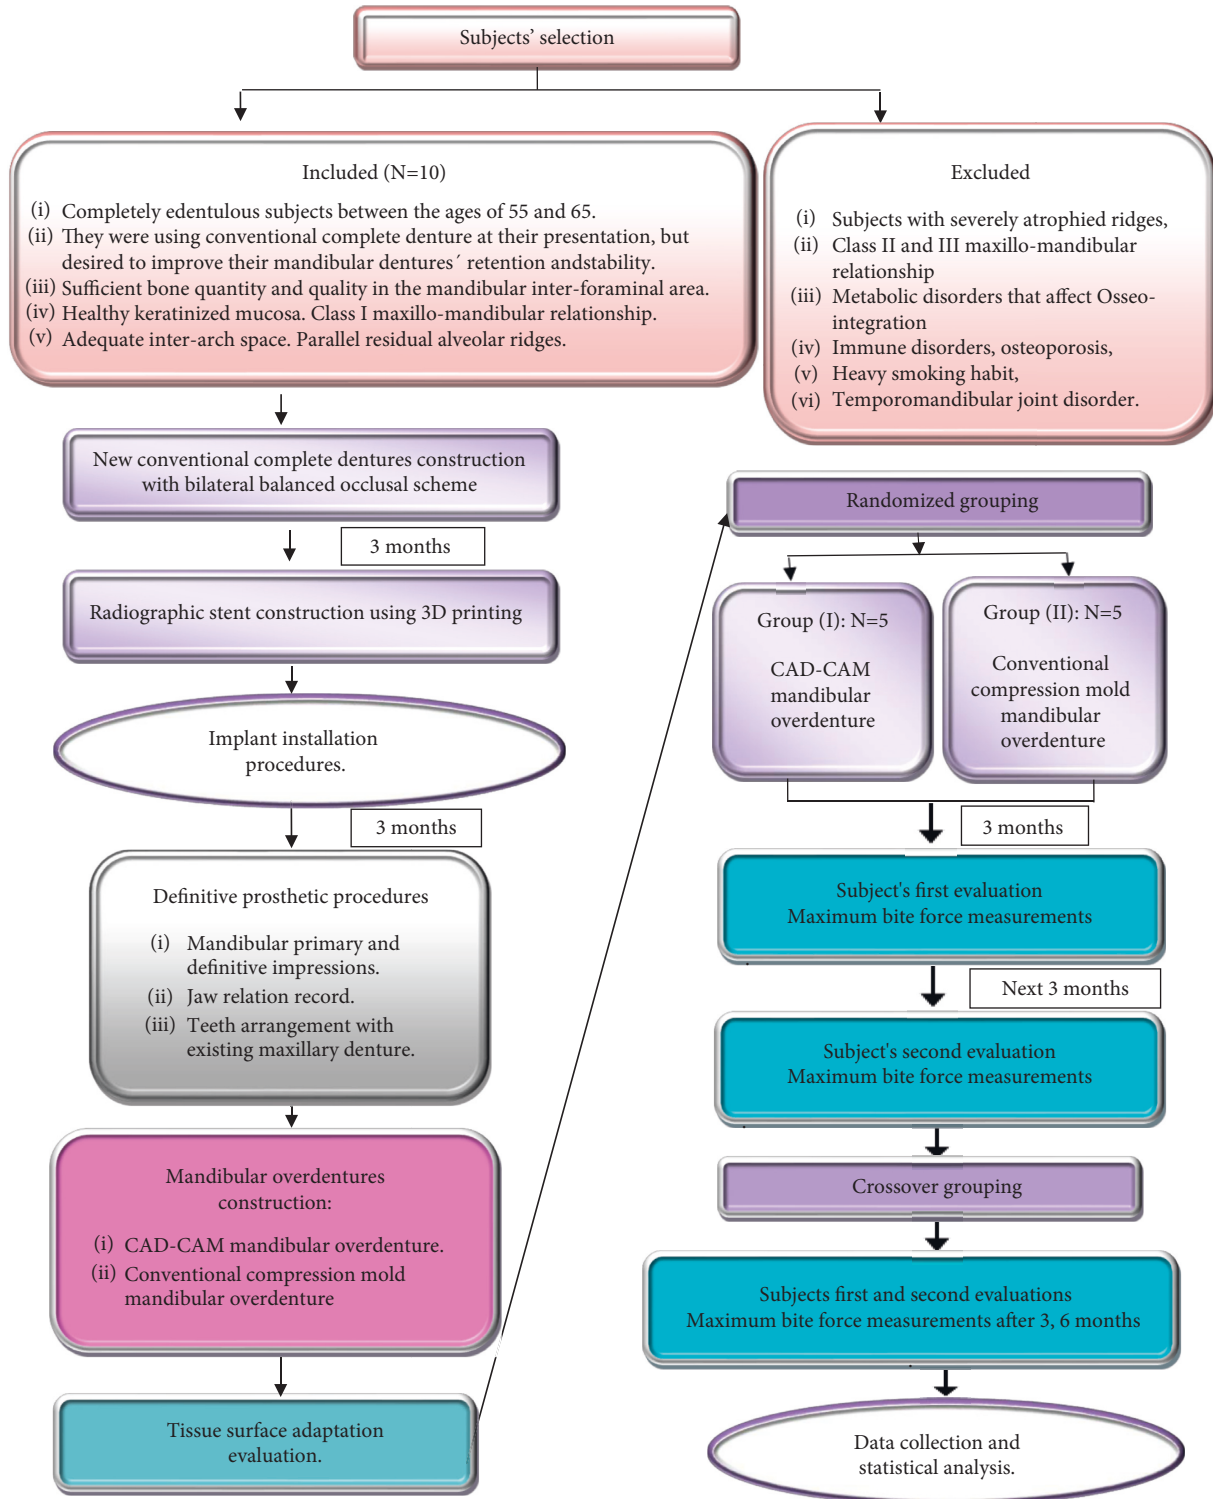 Subjects' selection
Included (N=10)
(i) Completely edentulous subjects between the ages of 55 and 65.
(ii) They were using conventional complete denture at their presentation, but
desired to improve their mandibular dentures´ retention andstability.
(iii) Sufficient bone quantity and quality in the mandibular inter-foraminal area.
(iv) Healthy keratinized mucosa. Class I maxillo-mandibular relationship.
(v) Adequate inter-arch space. Parallel residual alveolar ridges.
Excluded
(i) Subjects with severely atrophied ridges,
(ii) Class II and III maxillo-mandibular
relationship
(iii) Metabolic disorders that affect Osseo-
integration
(iv) Immune disorders, osteoporosis,
(v) Heavy smoking habit,
(vi) Temporomandibular joint disorder.
New conventional complete dentures construction
with bilateral balanced occlusal scheme
3 months
Radiographic stent construction using 3D printing
Implant installation
procedures.
3 months
Definitive prosthetic procedures
(i) Mandibular primary and
definitive impressions.
(ii) Jaw relation record.
(iii) Teeth arrangement with
existing maxillary denture.
Mandibular overdentures
construction:
(i) CAD-CAM mandibular overdenture.
(ii) Conventional compression mold
mandibular overdenture
Tissue surface adaptation
evaluation.
Randomized grouping
Group (I): N=5
CAD-CAM
mandibular
overdenture
Group (II): N=5
Conventional
compression mold
mandibular
overdenture
3 months
Subject's first evaluation
Maximum bite force measurements
Next 3 months
Subject's second evaluation
Maximum bite force measurements
Crossover grouping
Subjects first and second evaluations
Maximum bite force measurements after 3, 6 months
Data collection and
statistical analysis.